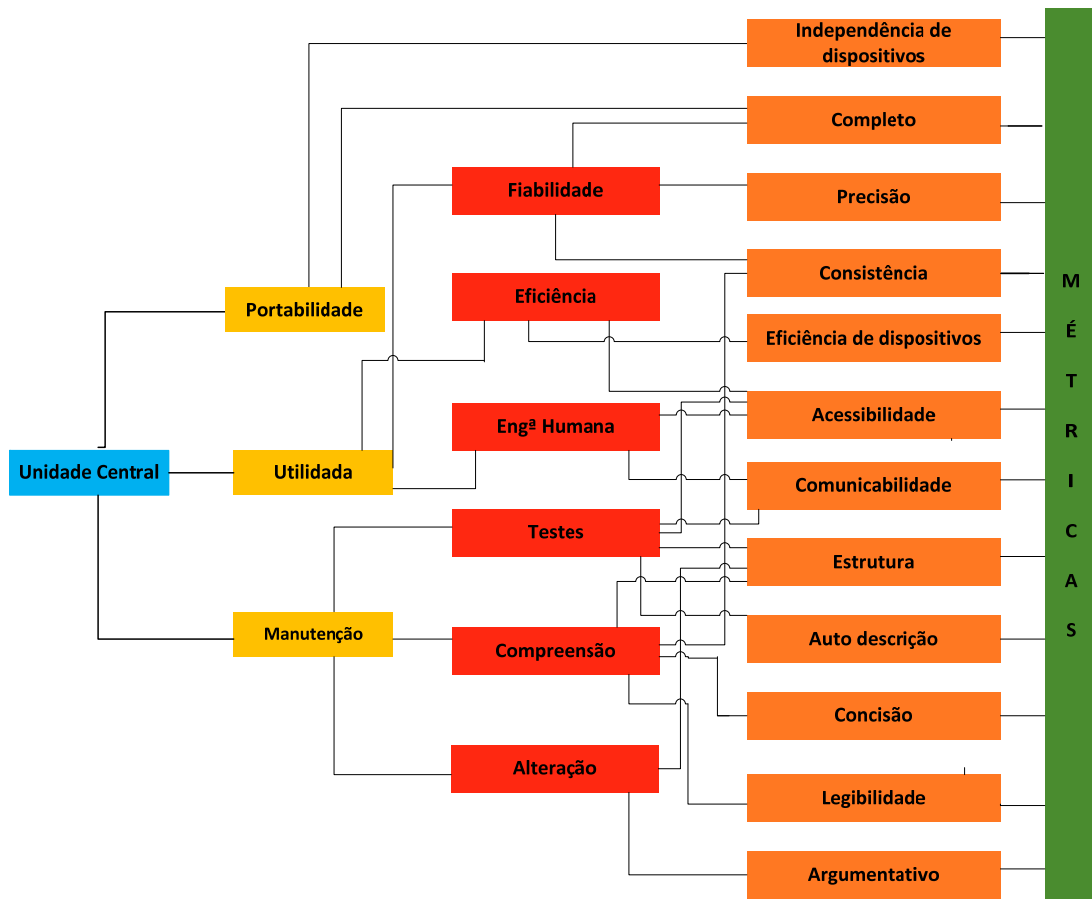 Independência de
dispositivos
Completo
Fiabilidade
Precisão
Consistência
Eficiência
Portabilidade
Eficiência de dispositivos
Acessibilidade
Engª Humana
Unidade Central
Utilidada
Comunicabilidade
Testes
Estrutura
Manutenção
Compreensão
Auto descrição
Concisão
Alteração
Legibilidade
Argumentativo
M
É
T
R
I
C
A
S